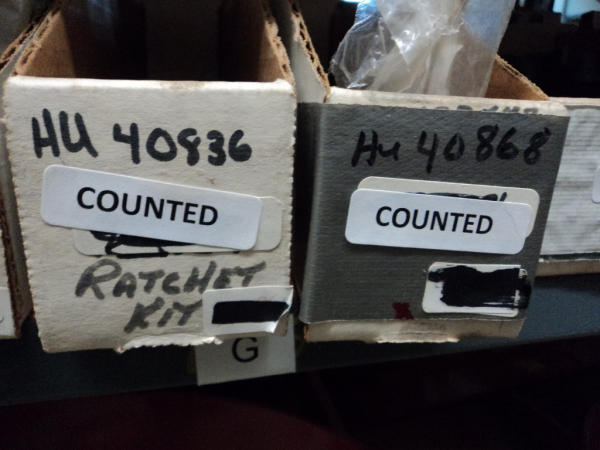 HU 40836
COUNTED
RATCHET
KIT
G
Hu 40868
COUNTED